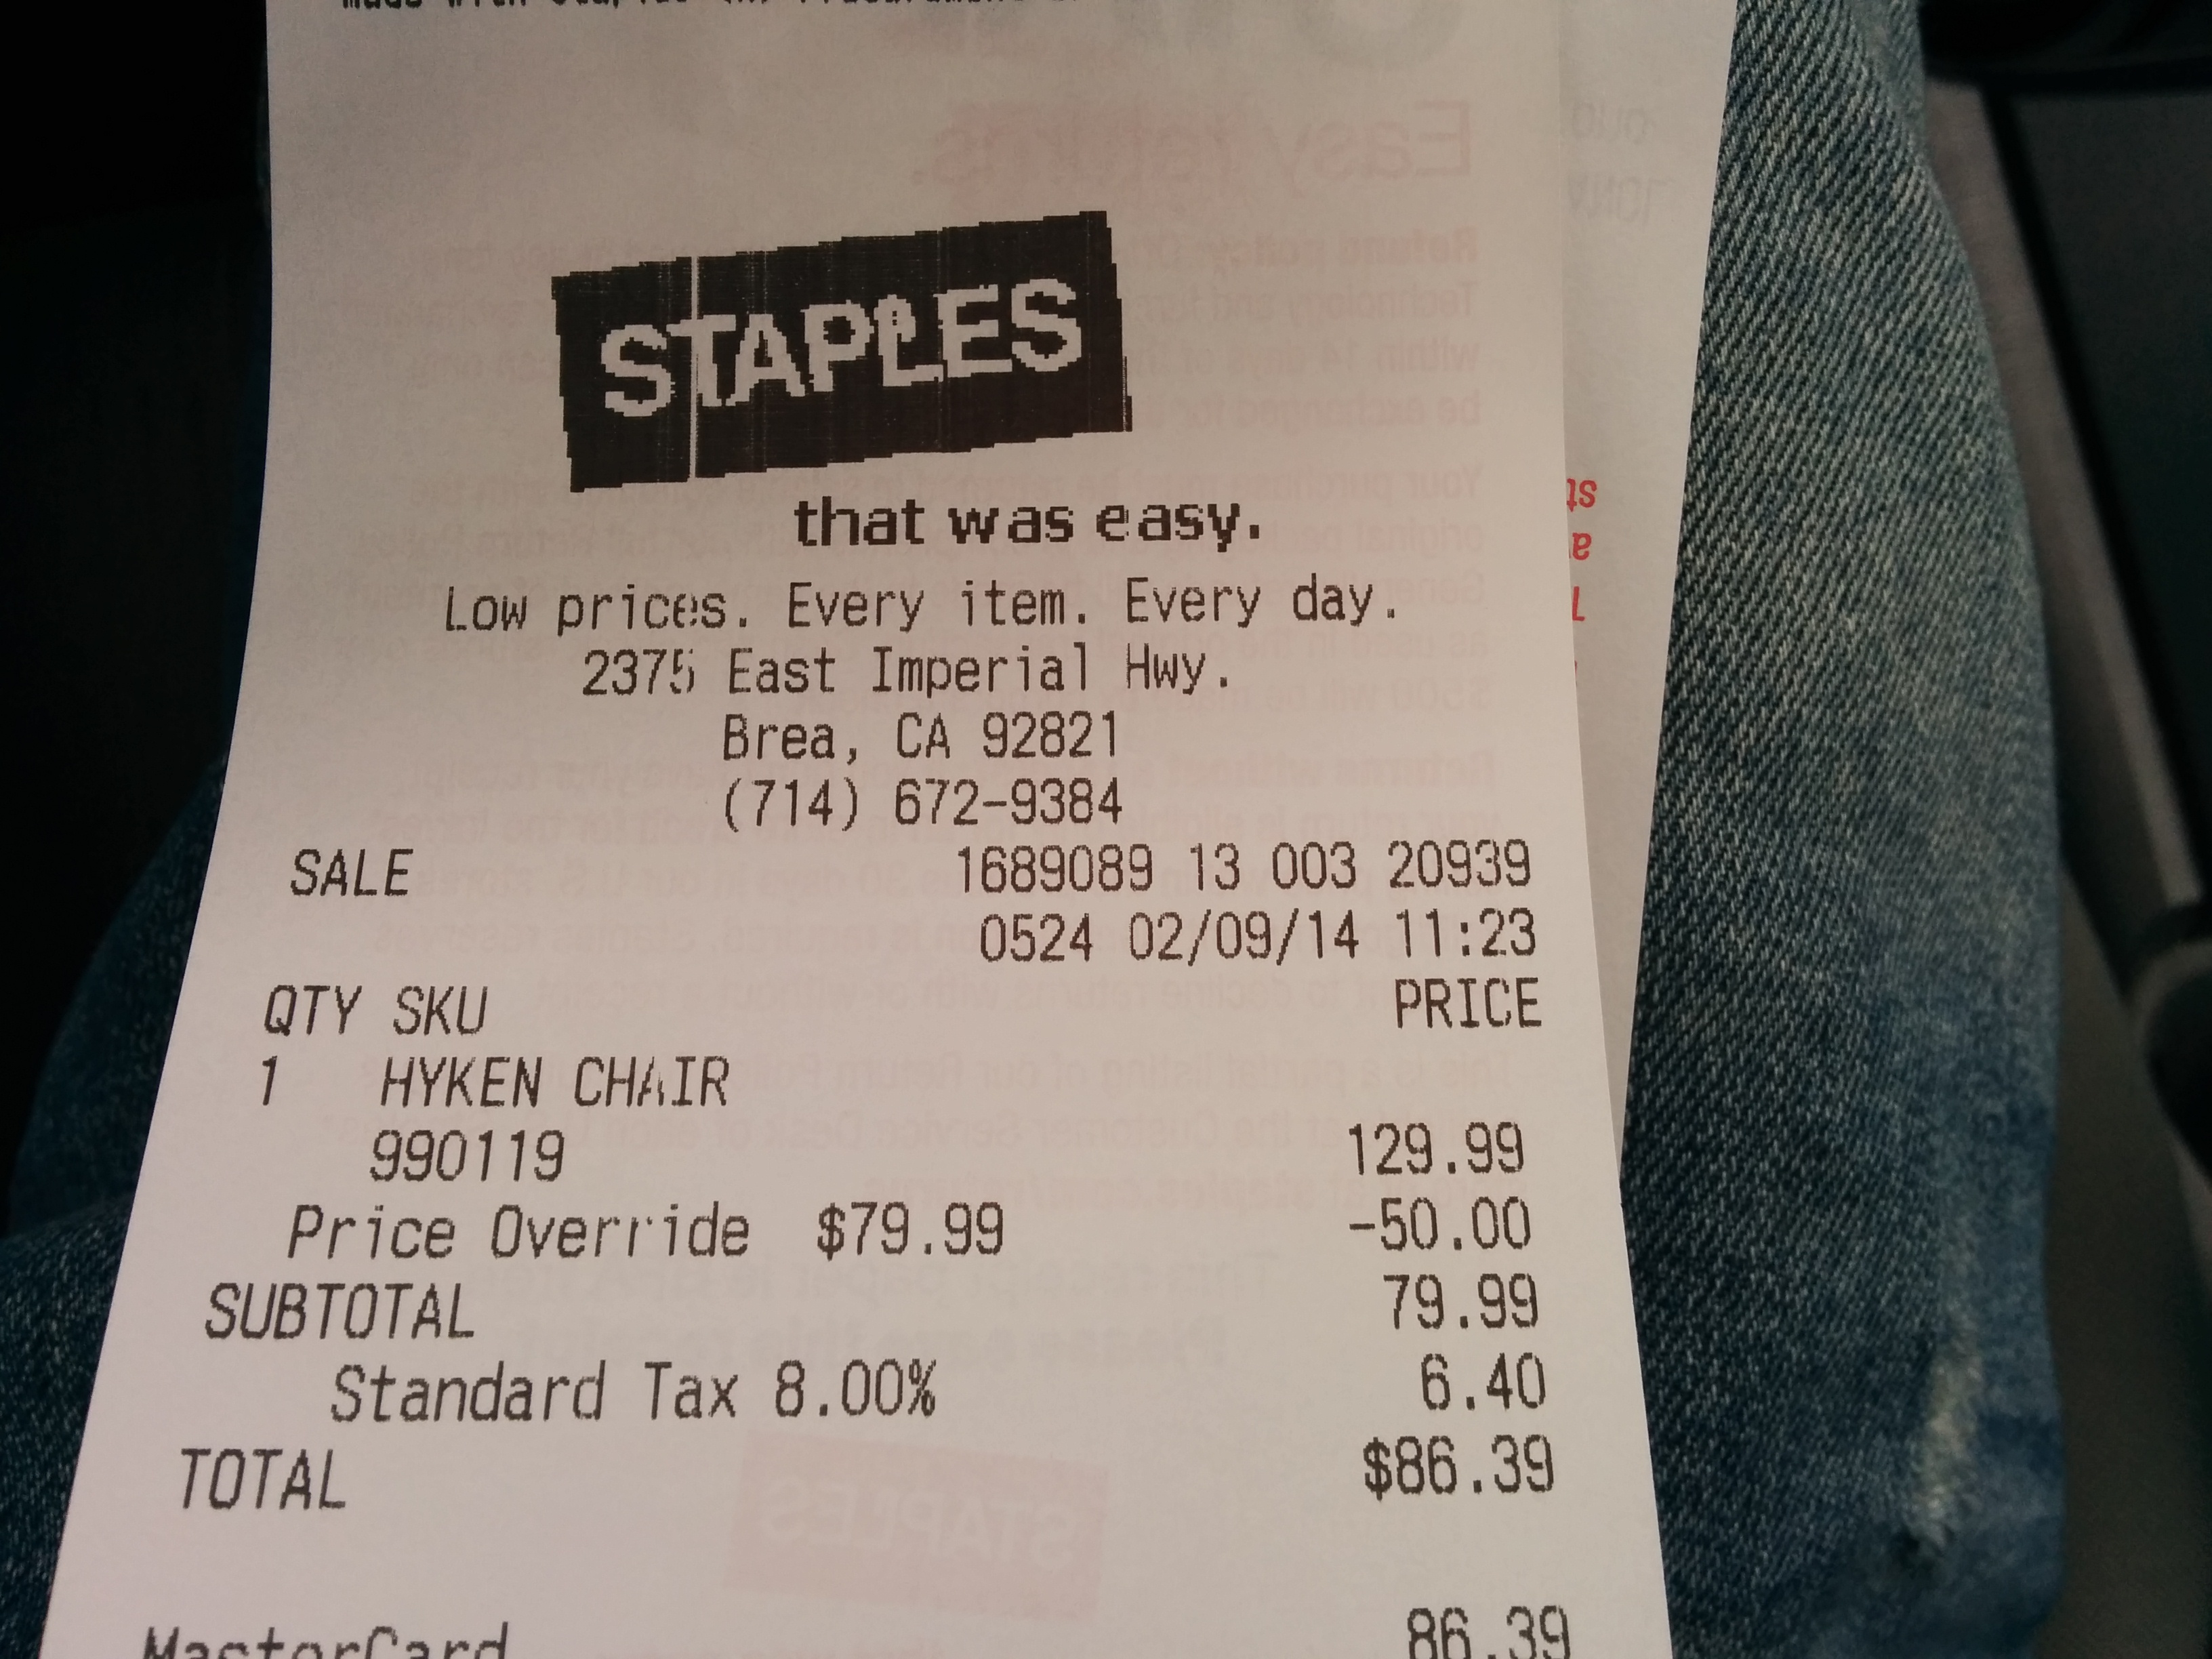 STAPLES
that was easy.
Low prices. Every item. Every day.
2375 East Imperial Hwy.
Brea, CA 92821
(714) 672-9384
SALE 1689089 13 003 20939
0524 02/09/14 11:23
QTY SKU PRICE
1 HYKEN CHAIR
990119 129.99
Price Override $79.99 -50.00
SUBTOTAL 79.99
Standard Tax 8.00% 6.40
TOTAL $86.39
MasterCard 86.39